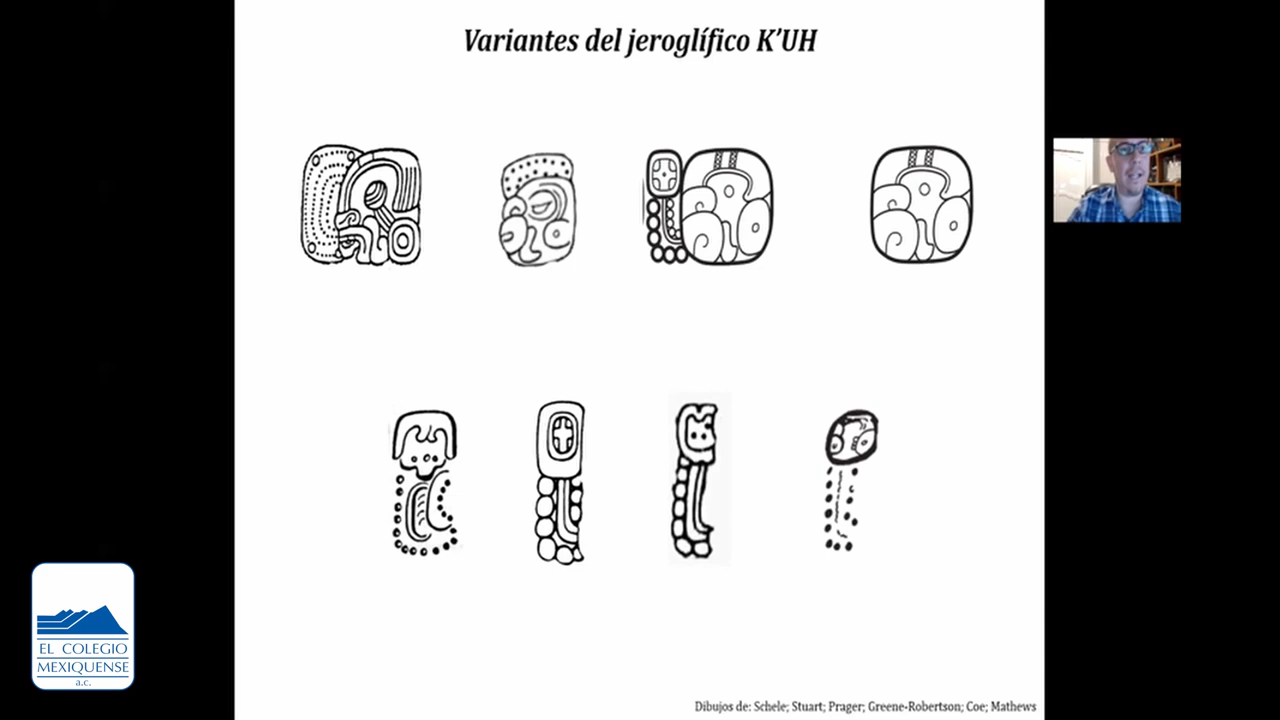 Variantes del jeroglífico K’UH
EL COLEGIO
MEXIQUENSE
a.c.
Dibujos de: Schele; Stuart; Prager; Greene-Robertson; Coe; Mathews